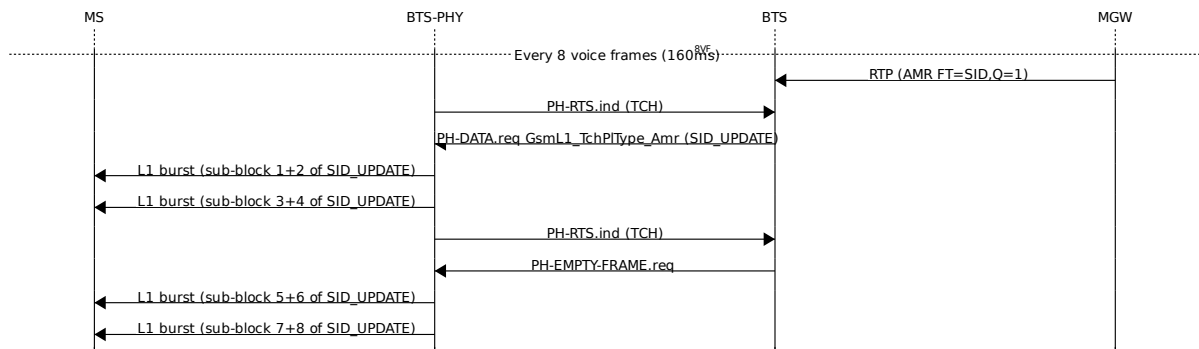 MS BTS-PHY BTS MGW
Every 8 voice frames (160ms) 8VF
RTP (AMR FT=SID,Q=1)
PH-RTS.ind (TCH)
PH-DATA.req GsmL1_TchPlType_Amr (SID_UPDATE)
L1 burst (sub-block 1+2 of SID_UPDATE)
L1 burst (sub-block 3+4 of SID_UPDATE)
PH-RTS.ind (TCH)
PH-EMPTY-FRAME.req
L1 burst (sub-block 5+6 of SID_UPDATE)
L1 burst (sub-block 7+8 of SID_UPDATE)